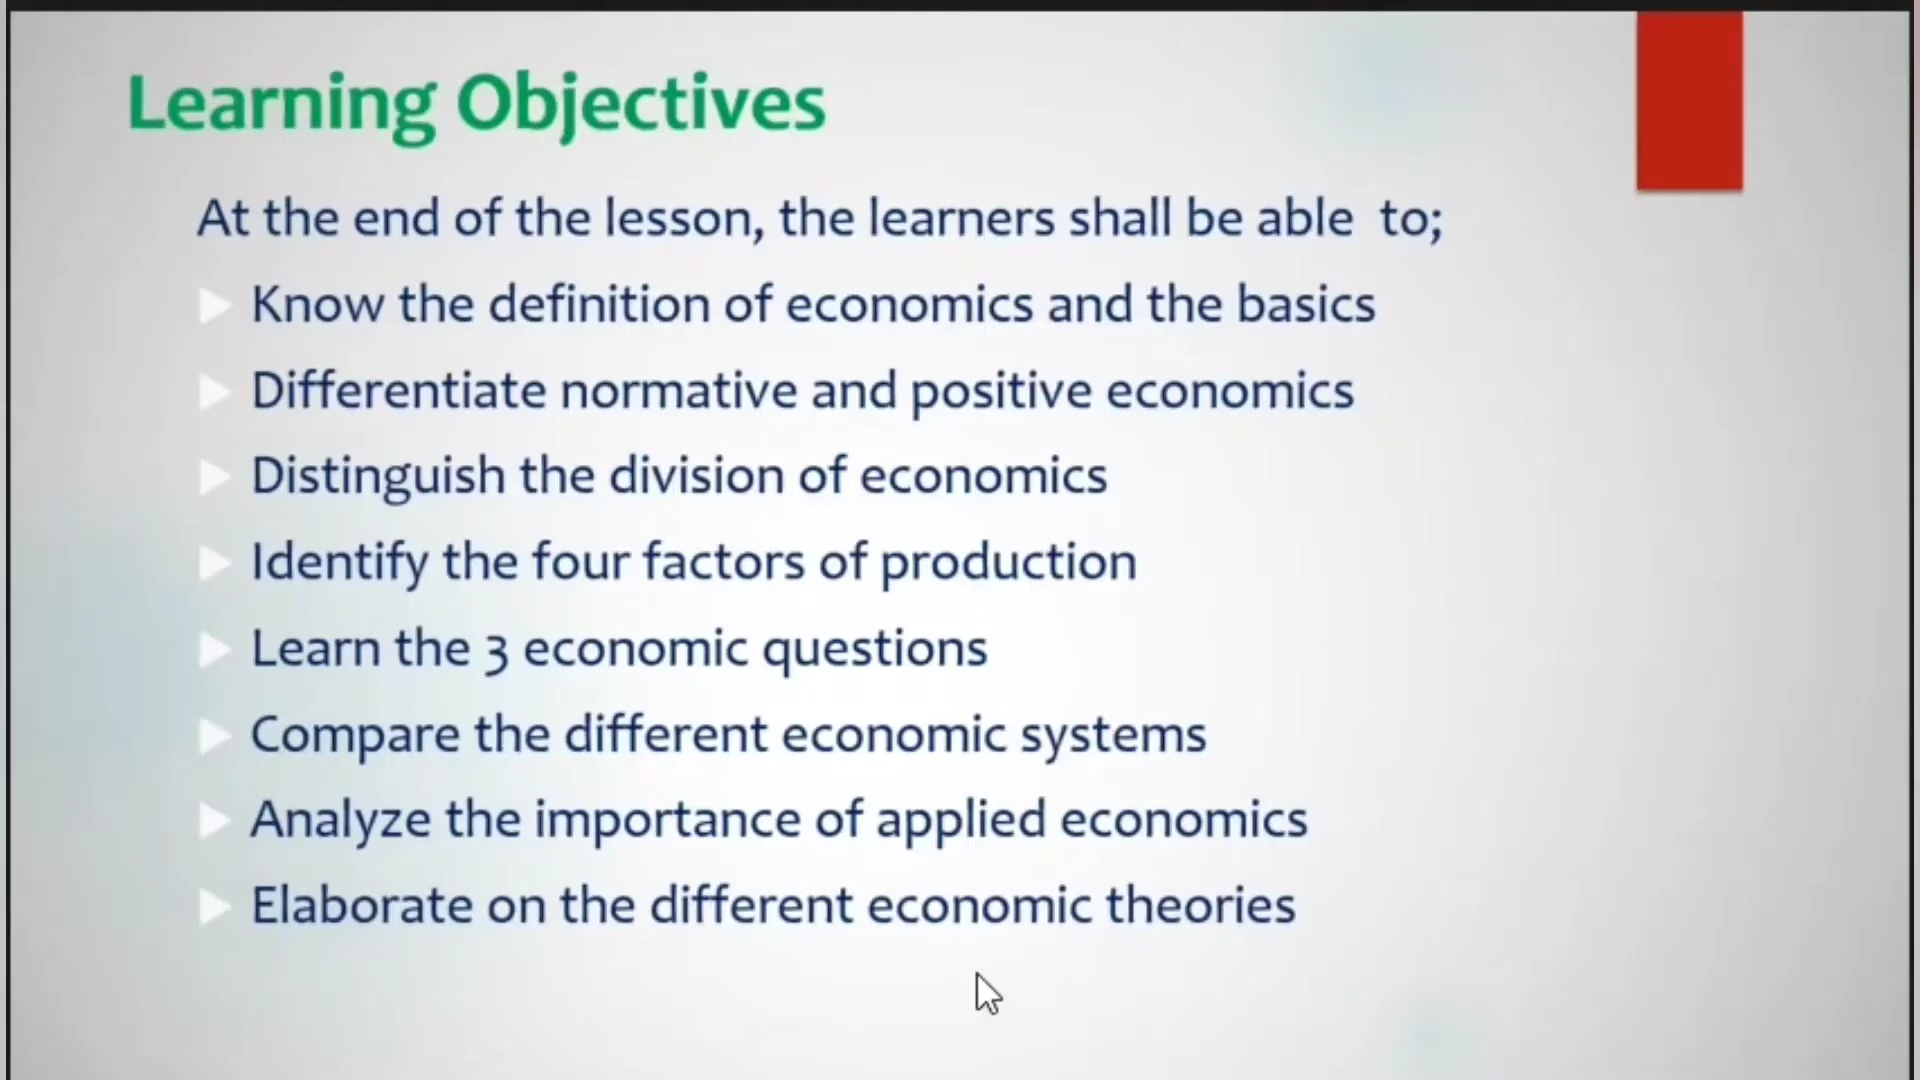 Learning Objectives
At the end of the lesson, the learners shall be able  to;
Know the definition of economics and the basics
Differentiate normative and positive economics
Distinguish the division of economics
Identify the four factors of production
Learn the 3 economic questions
Compare the different economic systems
Analyze the importance of applied economics
Elaborate on the different economic theories